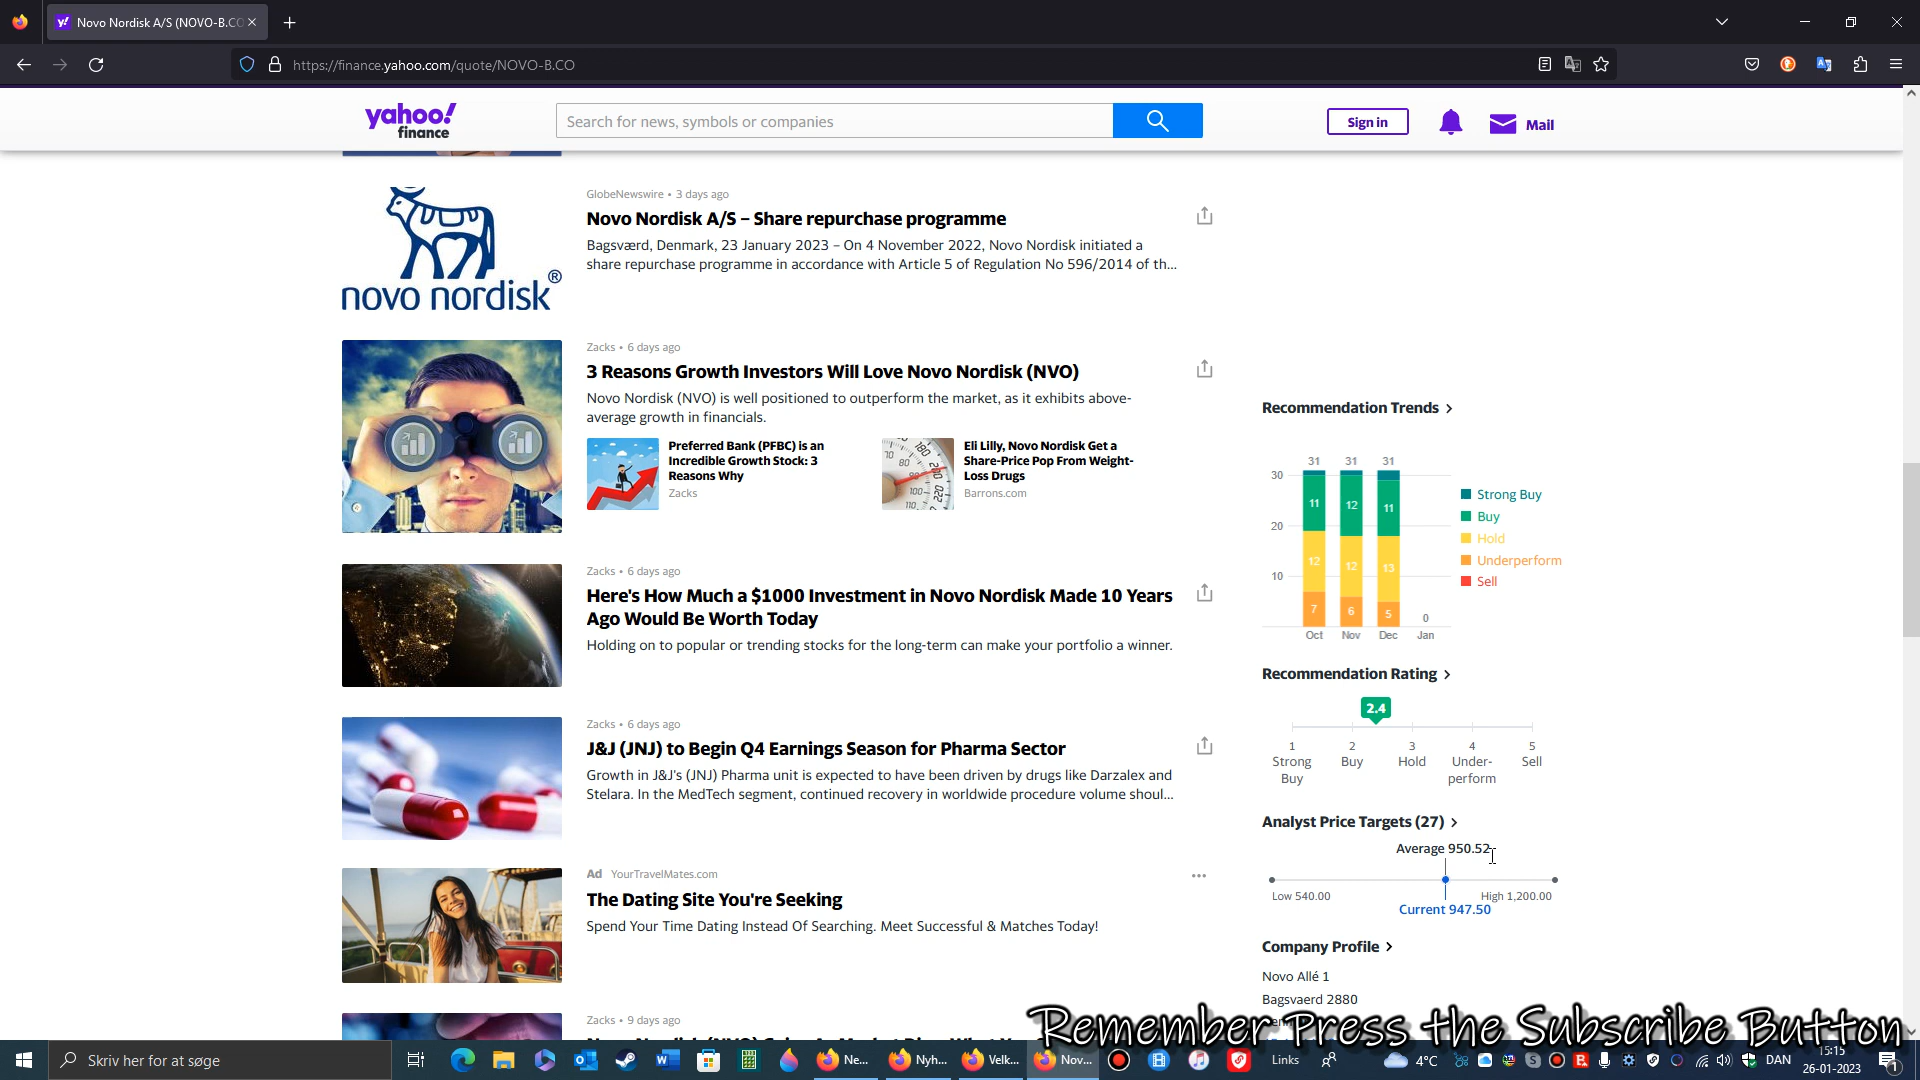 Novo Nordisk A/S (NOVO-B.CO
https://finance.yahoo.com/quote/NOVO-B.CO
yahoo!
finance
Search for news, symbols or companies
Sign in
Mail
novo nordisk®
GlobeNewswire • 3 days ago
Novo Nordisk A/S – Share repurchase programme
Bagsværd, Denmark, 23 January 2023 – On 4 November 2022, Novo Nordisk initiated a
share repurchase programme in accordance with Article 5 of Regulation No 596/2014 of th...
Zacks • 6 days ago
3 Reasons Growth Investors Will Love Novo Nordisk (NVO)
Novo Nordisk (NVO) is well positioned to outperform the market, as it exhibits above-
average growth in financials.
Preferred Bank (PFBC) is an
Incredible Growth Stock: 3
Reasons Why
Zacks
Eli Lilly, Novo Nordisk Get a
Share-Price Pop From Weight-
Loss Drugs
Barrons.com
Zacks • 6 days ago
Here's How Much a $1000 Investment in Novo Nordisk Made 10 Years
Ago Would Be Worth Today
Holding on to popular or trending stocks for the long-term can make your portfolio a winner.
Zacks • 6 days ago
J&J (JNJ) to Begin Q4 Earnings Season for Pharma Sector
Growth in J&J's (JNJ) Pharma unit is expected to have been driven by drugs like Darzalex and
Stelara. In the MedTech segment, continued recovery in worldwide procedure volume shoul...
Ad YourTravelMates.com
The Dating Site You're Seeking
Spend Your Time Dating Instead Of Searching. Meet Successful & Matches Today!
Zacks • 9 days ago
Recommendation Trends
31 31 31
30
11 12 11
20
12 12 13
10
7 6 5 0
Oct Nov Dec Jan
Strong Buy
Buy
Hold
Underperform
Sell
Recommendation Rating
2.4
1 2 3 4 5
Strong Buy Hold Under- Sell
Buy perform
Analyst Price Targets (27)
Average 950.52
Low 540.00 High 1,200.00
Current 947.50
Company Profile
Novo Allé 1
Bagsvaerd 2880
Remember Press the Subscribe Button
Skriv her for at søge
Ne...
Nyh...
Velk...
Nov...
Links
4°C
DAN
15:15
26-01-2023
1